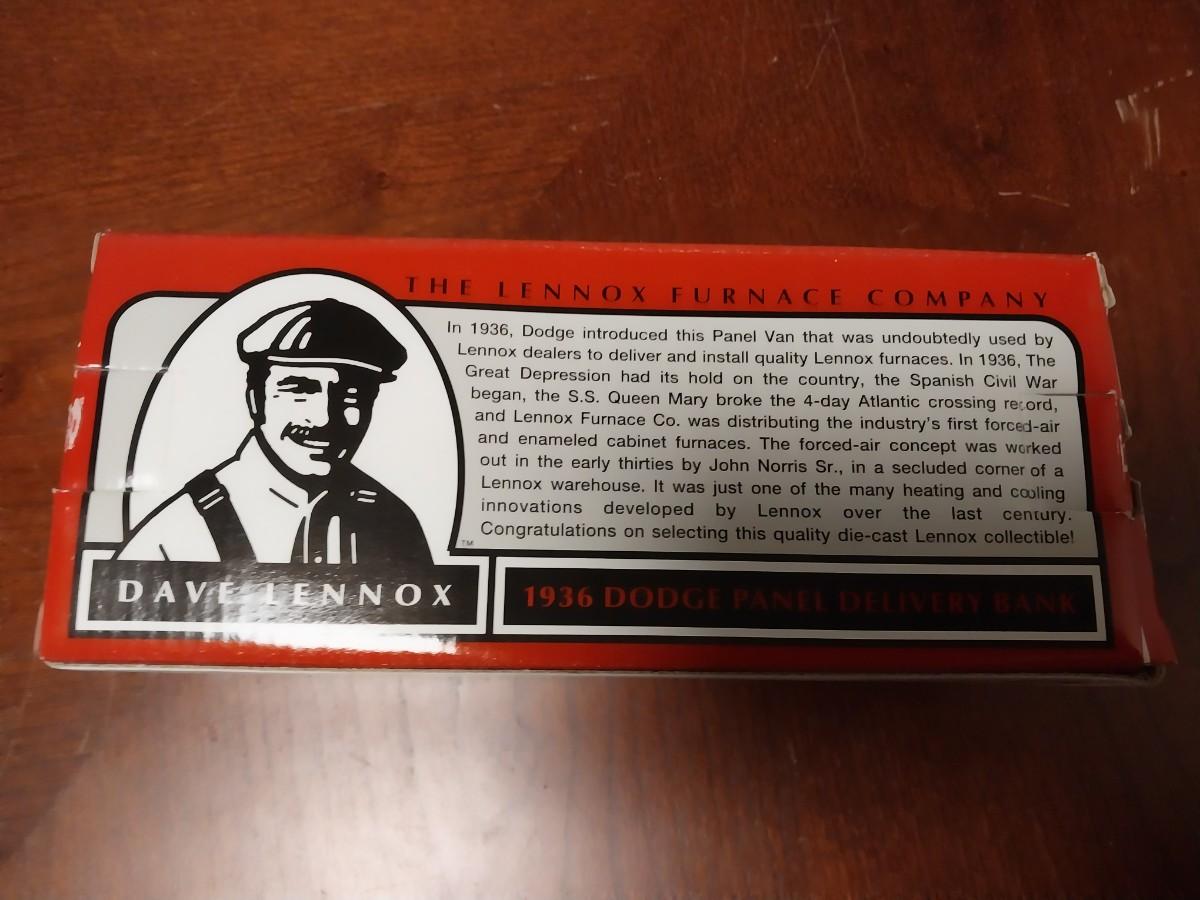 THE LENNOX FURNACE COMPANY
In 1936, Dodge introduced this Panel Van that was undoubtedly used by
Lennox dealers to deliver and install quality Lennox furnaces. In 1936, The
Great Depression had its hold on the country, the Spanish Civil War
began, the S.S. Queen Mary broke the 4-day Atlantic crossing record,
and Lennox Furnace Co. was distributing the industry's first forced-air
and enameled cabinet furnaces. The forced-air concept was worked
out in the early thirties by John Norris Sr., in a secluded corner of a
Lennox warehouse. It was just one of the many heating and cooling
innovations developed by Lennox over the last century.
Congratulations on selecting this quality die-cast Lennox collectible!
TM
DAVE LENNOX
1936 DODGE PANEL DELIVERY BANK